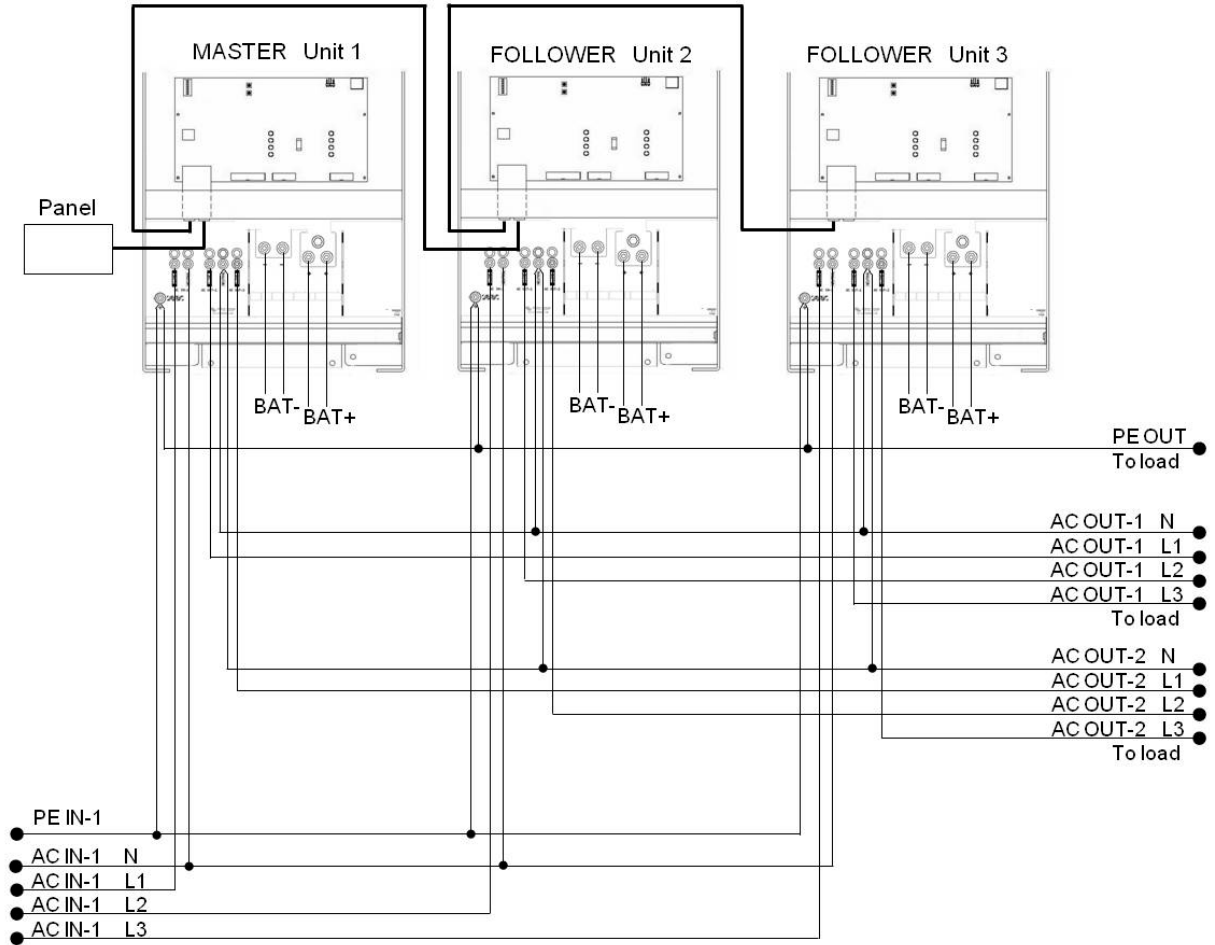 MASTER Unit 1
FOLLOWER Unit 2
FOLLOWER Unit 3
Panel
BAT-
BAT+
BAT-
BAT+
BAT-
BAT+
PE OUT
To load
AC OUT-1 N
AC OUT-1 L1
AC OUT-1 L2
AC OUT-1 L3
To load
AC OUT-2 N
AC OUT-2 L1
AC OUT-2 L2
AC OUT-2 L3
To load
PE IN-1
AC IN-1 N
AC IN-1 L1
AC IN-1 L2
AC IN-1 L3